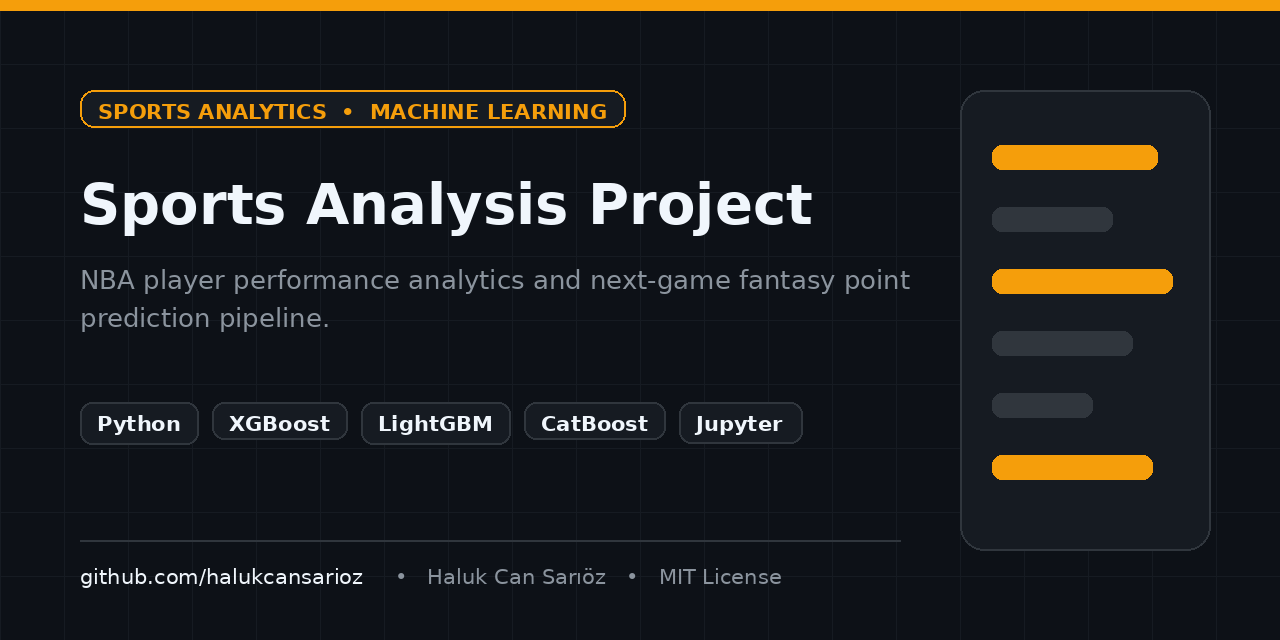 SPORTS ANALYTICS • MACHINE LEARNING
Sports Analysis Project
NBA player performance analytics and next-game fantasy point
prediction pipeline.
Python XGBoost LightGBM CatBoost Jupyter
github.com/halukcansarioz • Haluk Can Sarıöz • MIT License